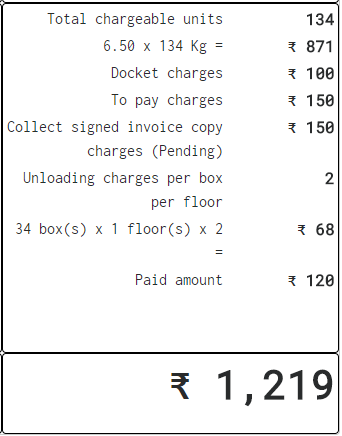 Total chargeable units 134
6.50 x 134 Kg = ₹ 871
Docket charges ₹ 100
To pay charges ₹ 150
Collect signed invoice copy ₹ 150
charges (Pending)
Unloading charges per box 2
per floor
34 box(s) x 1 floor(s) x 2 ₹ 68
=
Paid amount ₹ 120
₹ 1,219